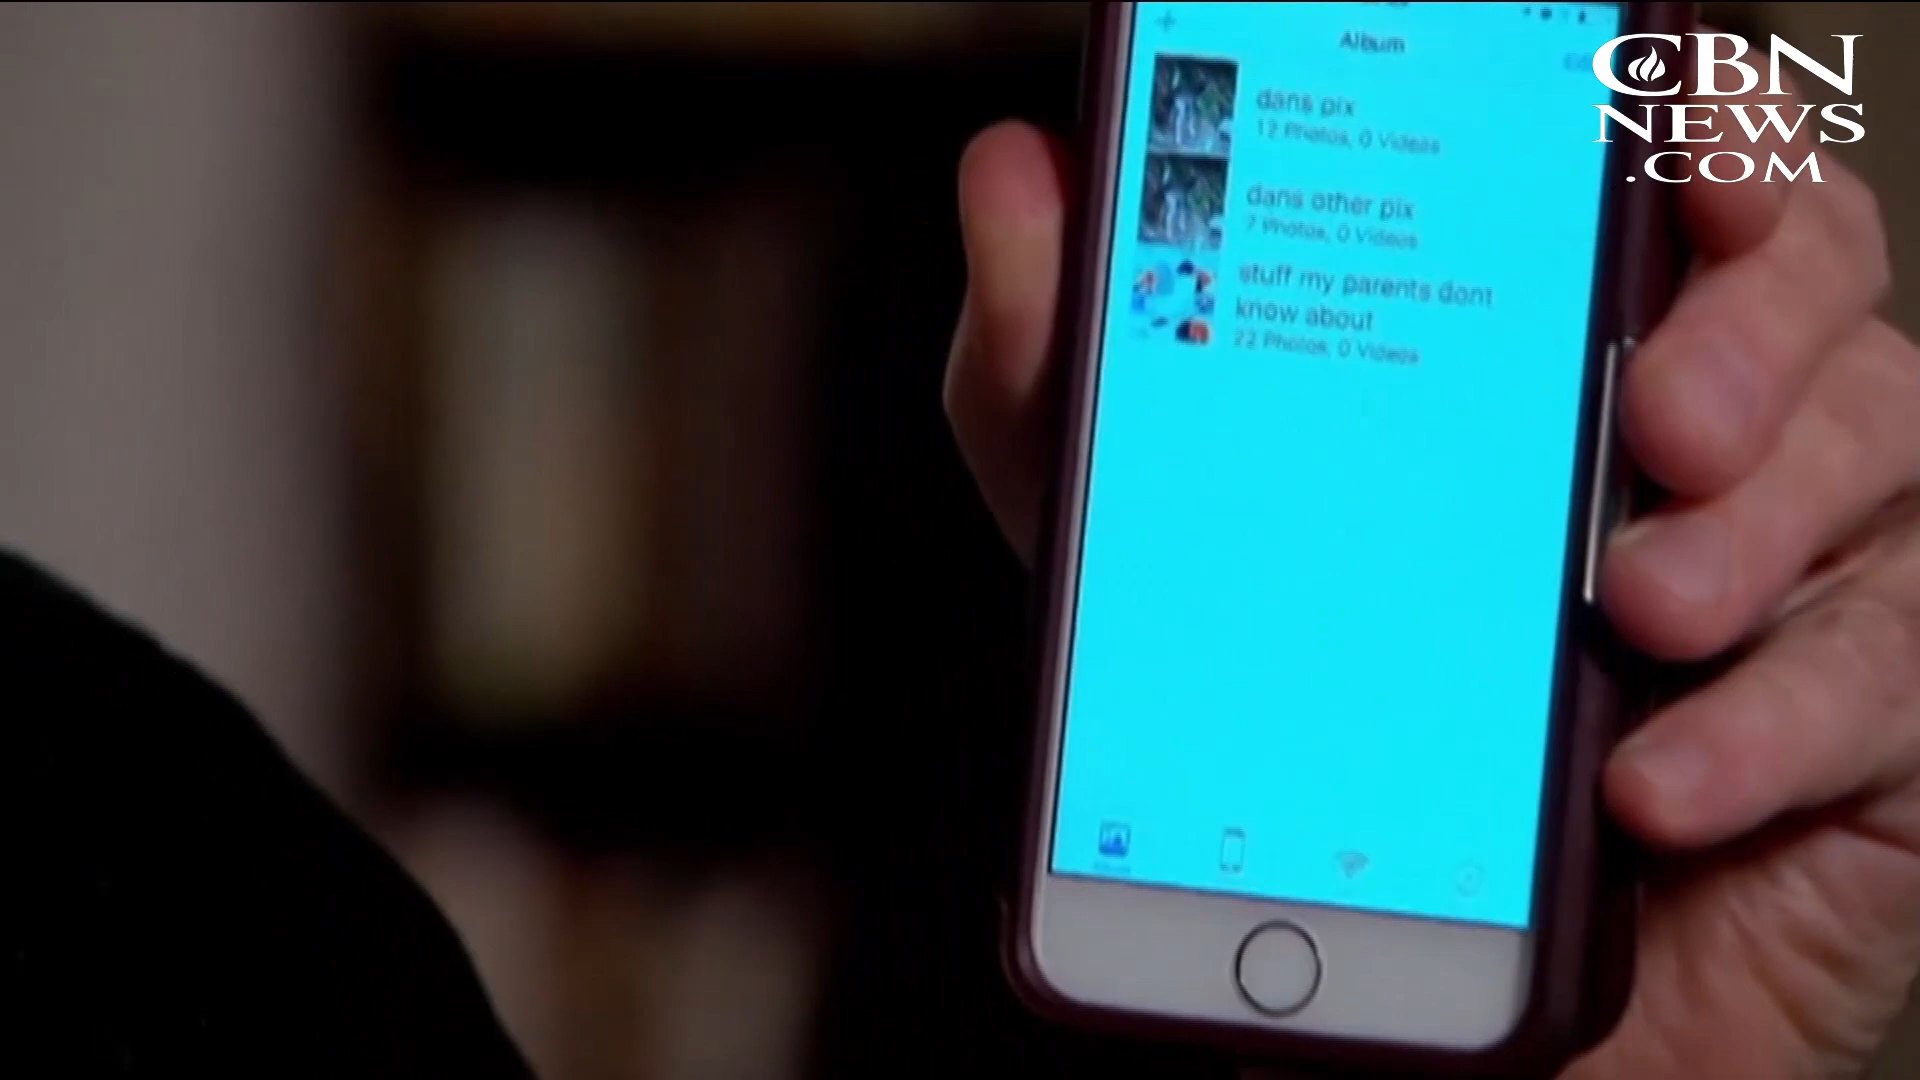 CBN
NEWS
.COM
Album
dans pix
12 Photos, 0 Videos
dans other pix
7 Photos, 0 Videos
stuff my parents dont
know about
22 Photos, 0 Videos